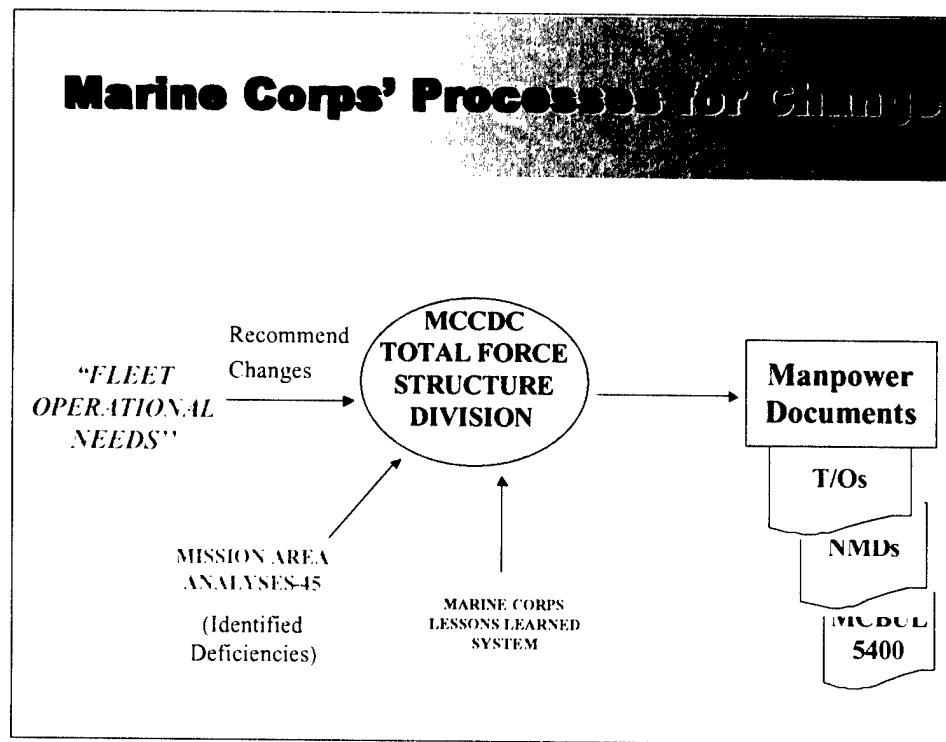 Marine Corps' Processes for Change
"FLEET
OPERATIONAL
NEEDS"
Recommend
Changes
MCCDC
TOTAL FORCE
STRUCTURE
DIVISION
MISSION AREA
ANALYSES-45
(Identified
Deficiencies)
MARINE CORPS
LESSONS LEARNED
SYSTEM
Manpower
Documents
T/Os
NMDs
MCBUL
5400